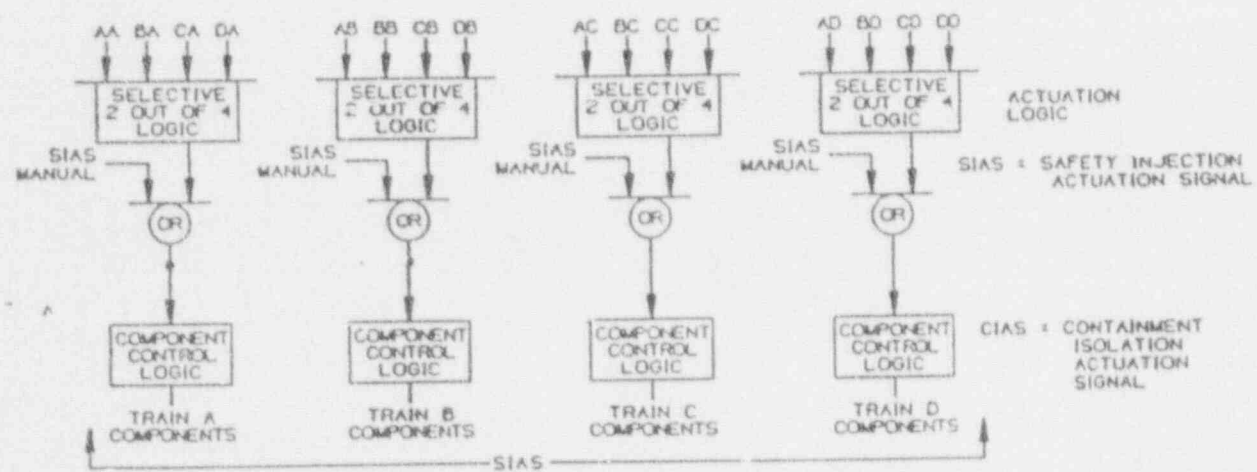 AA BA CA DA
AB BB CB DB
AC BC CC DC
AD BD CD DD
SELECTIVE
2 OUT OF 4
LOGIC
SELECTIVE
2 OUT OF 4
LOGIC
SELECTIVE
2 OUT OF 4
LOGIC
SELECTIVE
2 OUT OF 4
LOGIC
ACTUATION
LOGIC
SIAS
MANUAL
SIAS
MANUAL
SIAS
MANUAL
SIAS
MANUAL
SIAS = SAFETY INJECTION
ACTUATION SIGNAL
OR
OR
OR
OR
COMPONENT
CONTROL
LOGIC
COMPONENT
CONTROL
LOGIC
COMPONENT
CONTROL
LOGIC
COMPONENT
CONTROL
LOGIC
CIAS = CONTAINMENT
ISOLATION
ACTUATION
SIGNAL
TRAIN A
COMPONENTS
TRAIN B
COMPONENTS
TRAIN C
COMPONENTS
TRAIN D
COMPONENTS
SIAS